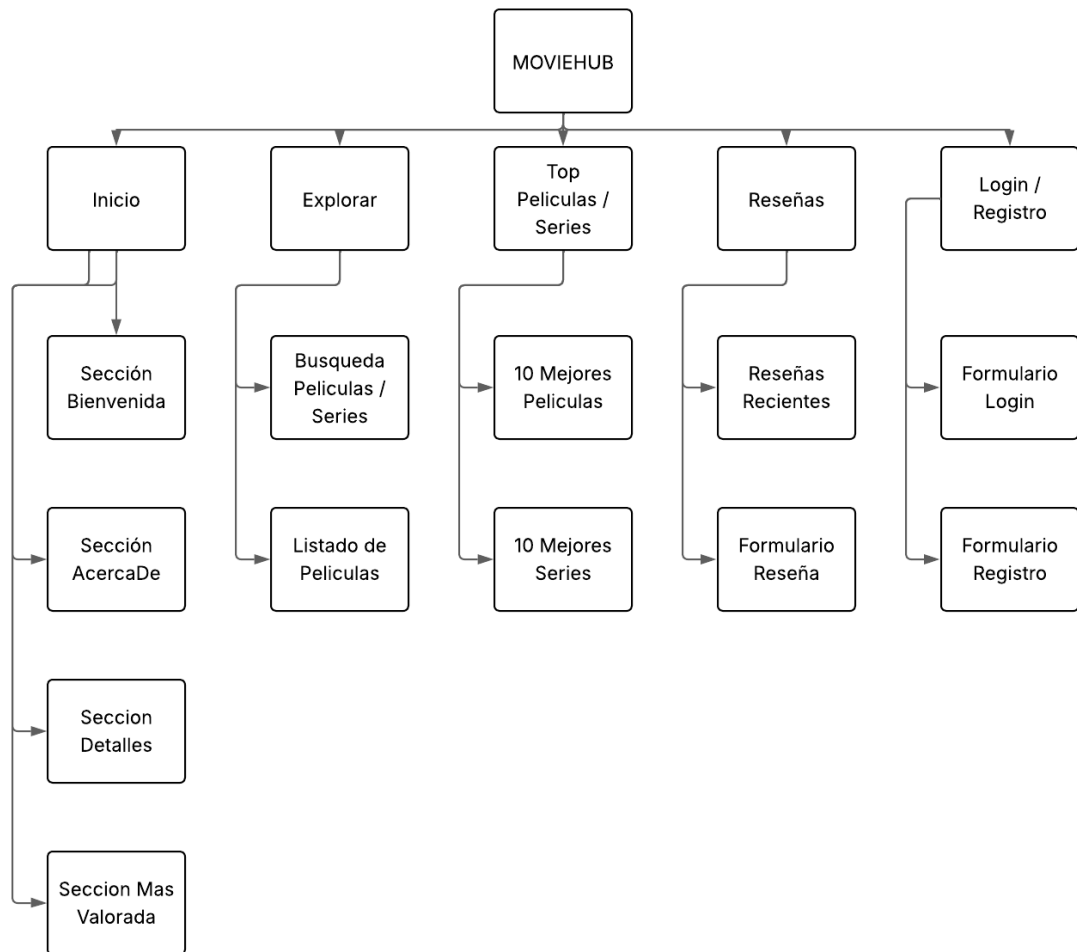 MOVIEHUB
Inicio
Explorar
Top
Peliculas /
Series
Reseñas
Login /
Registro
Sección
Bienvenida
Busqueda
Peliculas /
Series
10 Mejores
Peliculas
Reseñas
Recientes
Formulario
Login
Sección
AcercaDe
Listado de
Peliculas
10 Mejores
Series
Formulario
Reseña
Formulario
Registro
Seccion
Detalles
Seccion Mas
Valorada